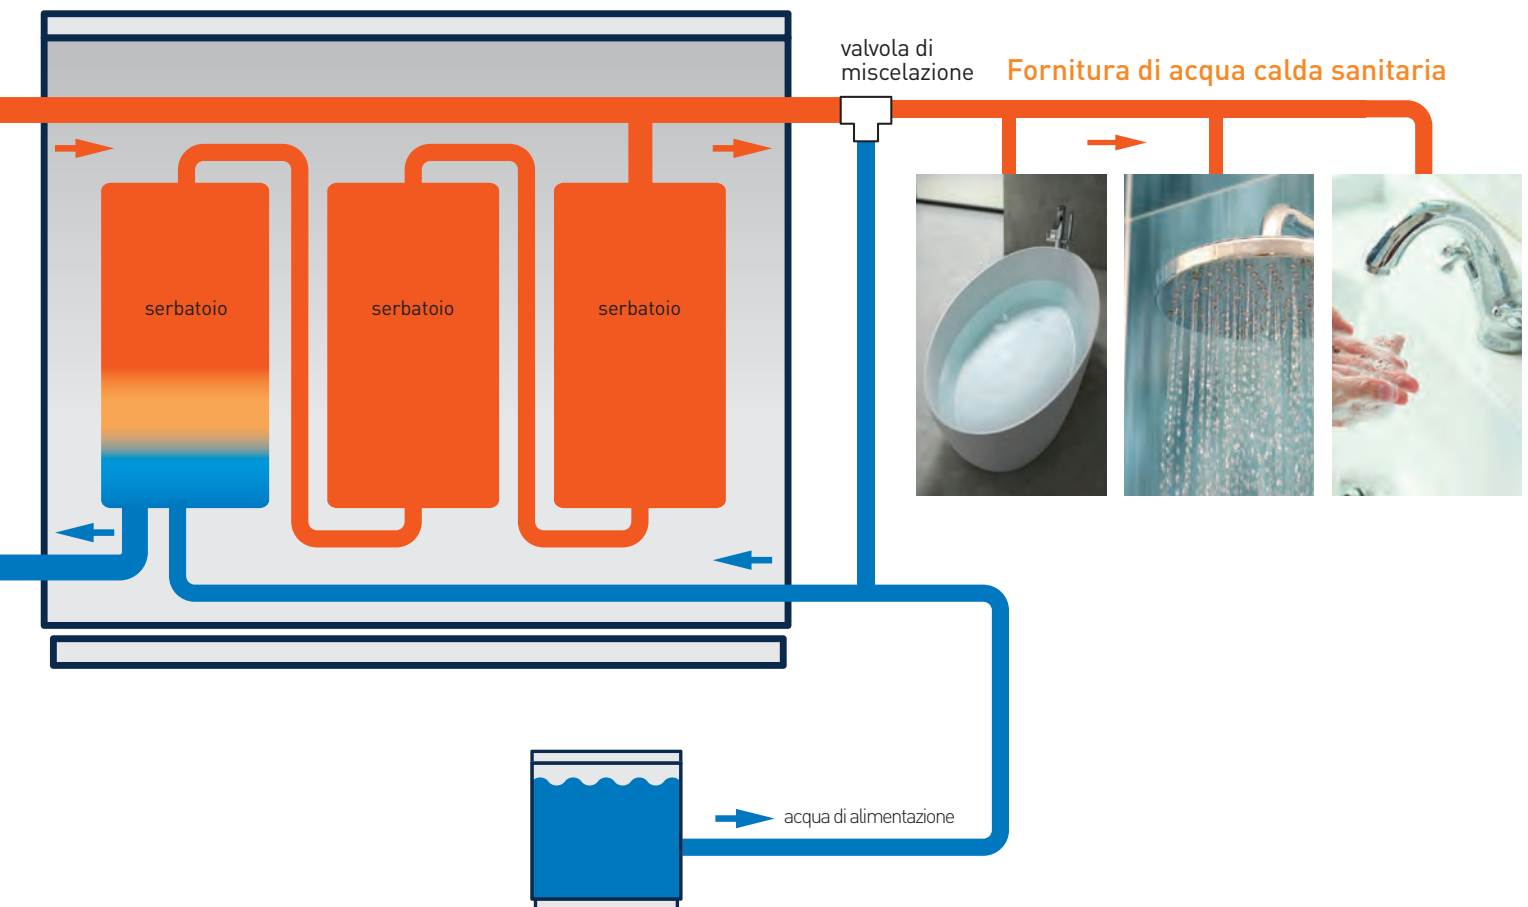 valvola di
miscelazione
Fornitura di acqua calda sanitaria
serbatoio
serbatoio
serbatoio
acqua di alimentazione